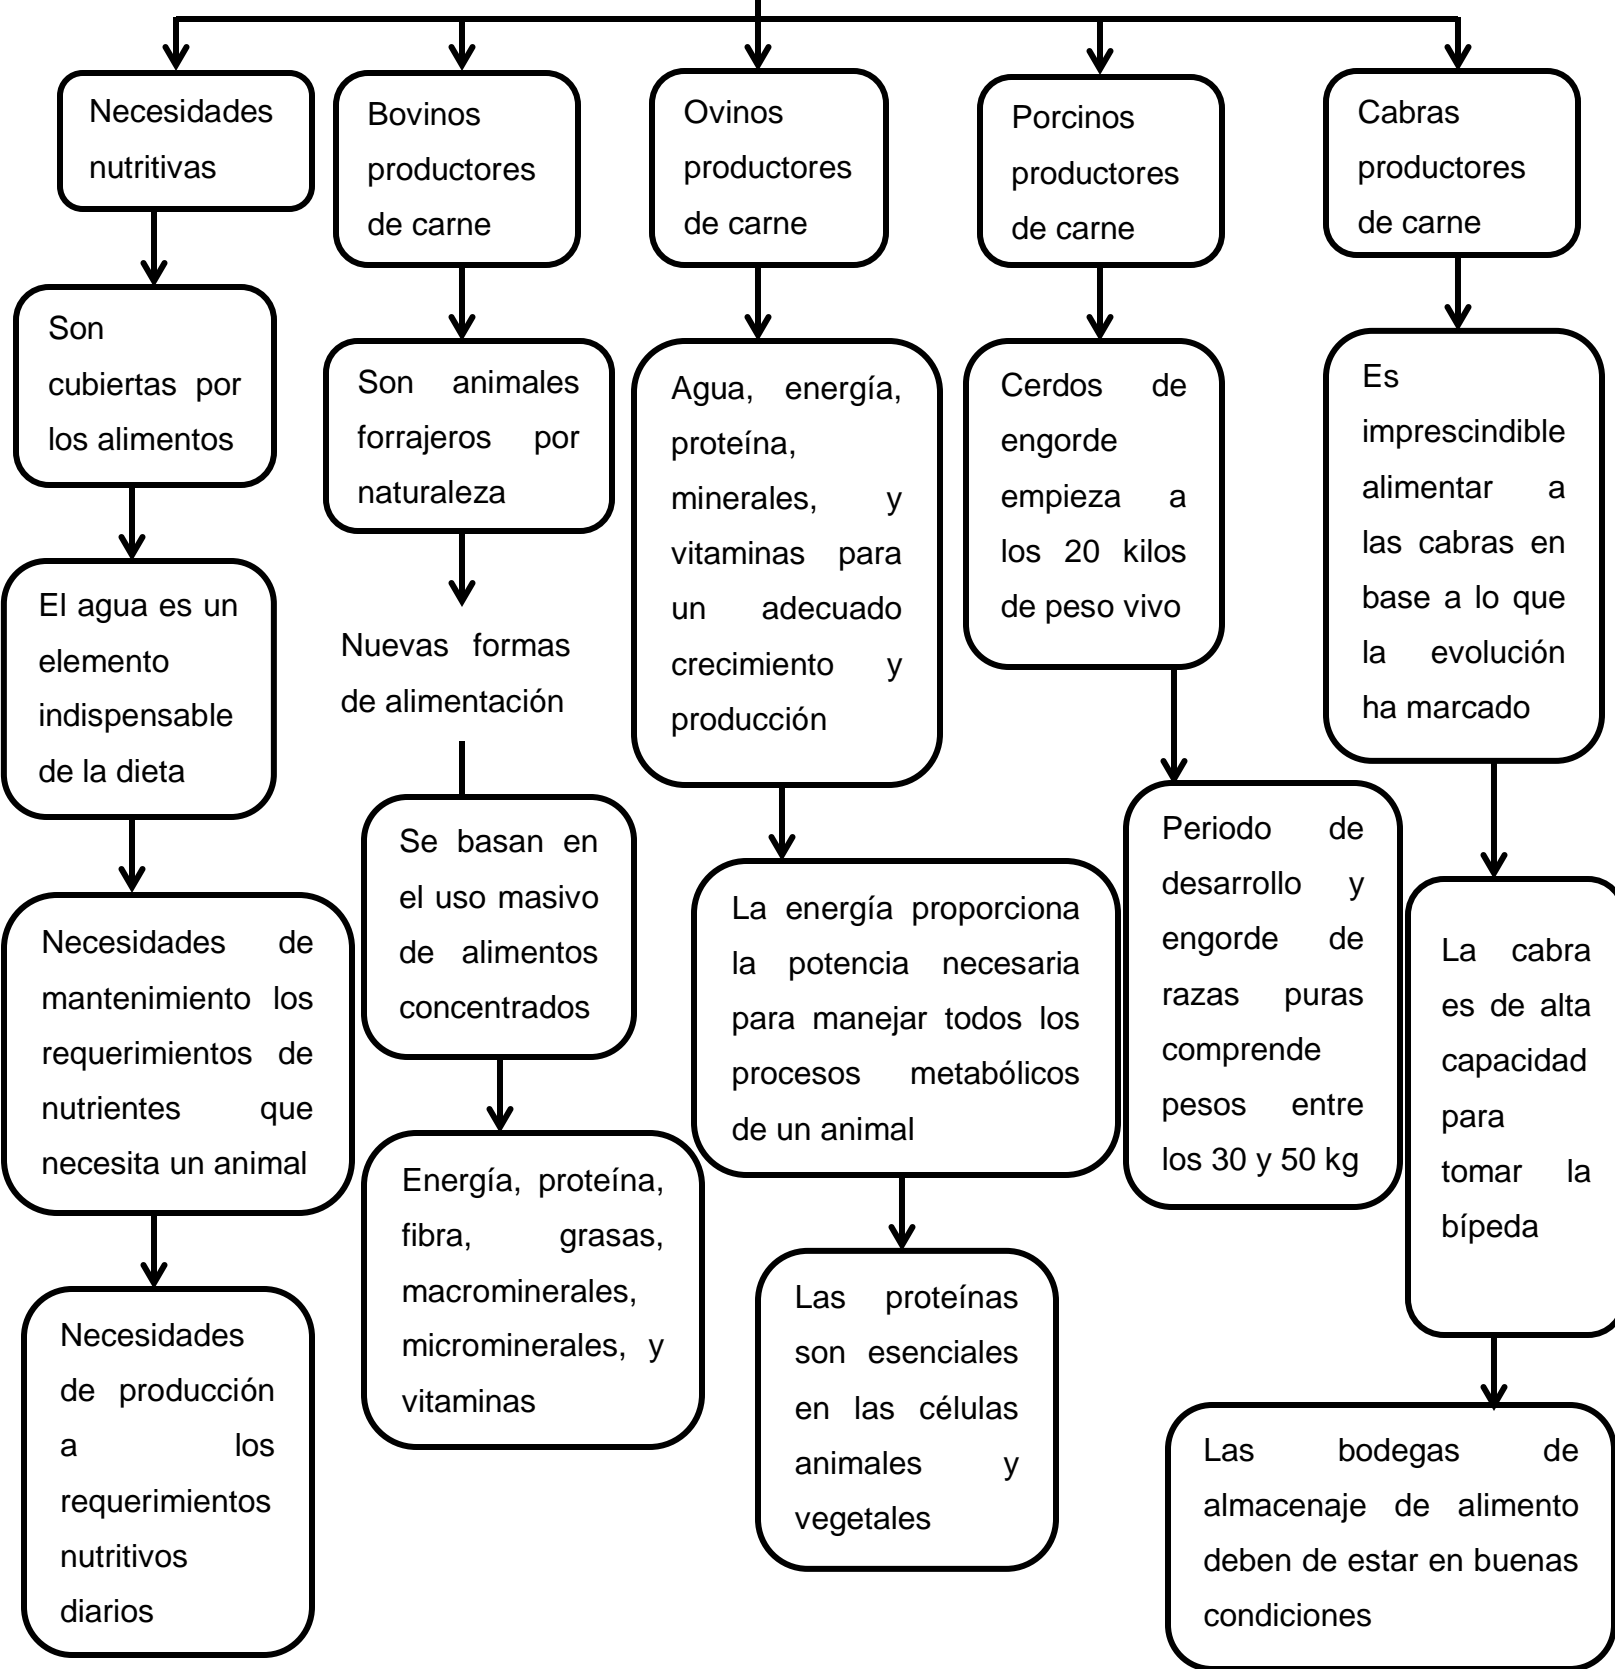 Necesidades
nutritivas
Bovinos
productores
de carne
Ovinos
productores
de carne
Porcinos
productores
de carne
Cabras
productores
de carne
Son
cubiertas por
los alimentos
Son animales
forrajeros por
naturaleza
Agua, energía,
proteína,
minerales, y
vitaminas para
un adecuado
crecimiento y
producción
Cerdos de
engorde
empieza a
los 20 kilos
de peso vivo
Es
imprescindible
alimentar a
las cabras en
base a lo que
la evolución
ha marcado
El agua es un
elemento
indispensable
de la dieta
Nuevas formas
de alimentación
Se basan en
el uso masivo
de alimentos
concentrados
La energía proporciona
la potencia necesaria
para manejar todos los
procesos metabólicos
de un animal
Periodo de
desarrollo y
engorde de
razas puras
comprende
pesos entre
los 30 y 50 kg
La cabra
es de alta
capacidad
para
tomar la
bípeda
Necesidades de
mantenimiento los
requerimientos de
nutrientes que
necesita un animal
Energía, proteína,
fibra, grasas,
macrominerales,
microminerales, y
vitaminas
Las proteínas
son esenciales
en las células
animales y
vegetales
Necesidades
de producción
a los
requerimientos
nutritivos
diarios
Las bodegas de
almacenaje de alimento
deben de estar en buenas
condiciones